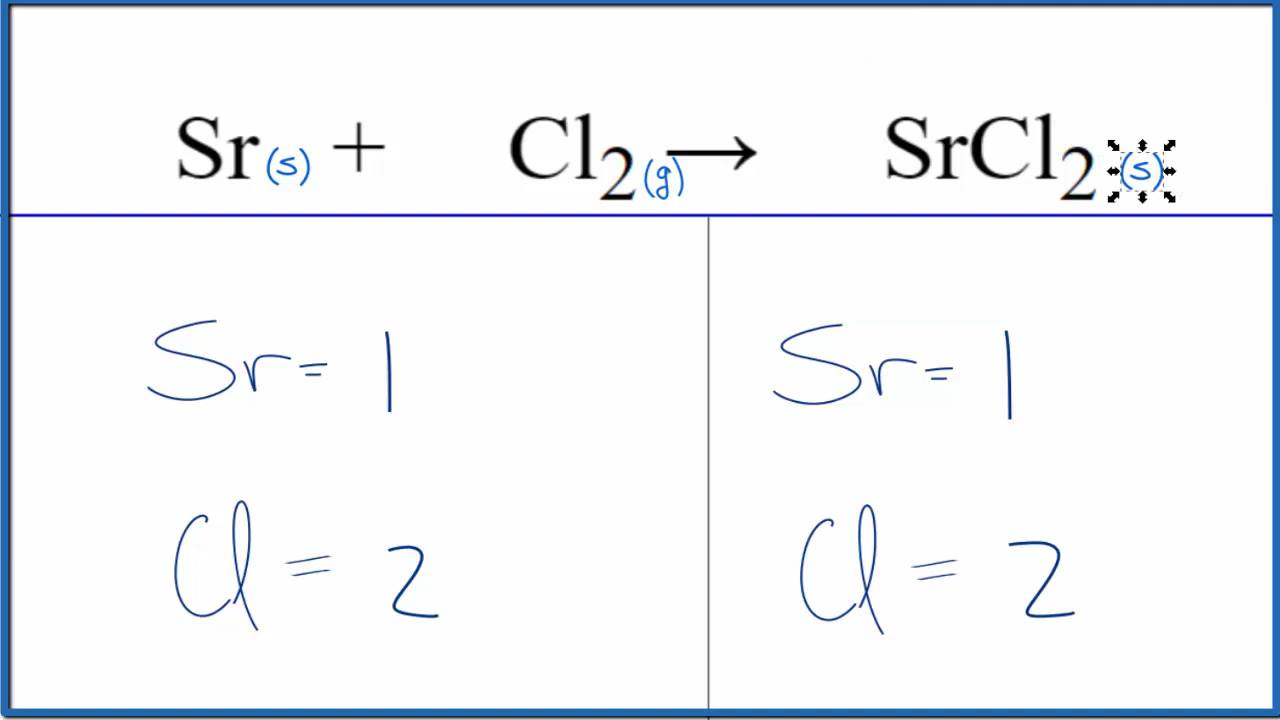 Sr(s) + Cl₂(g) → SrCl₂(s)
Sr = 1
Cl = 2
Sr = 1
Cl = 2